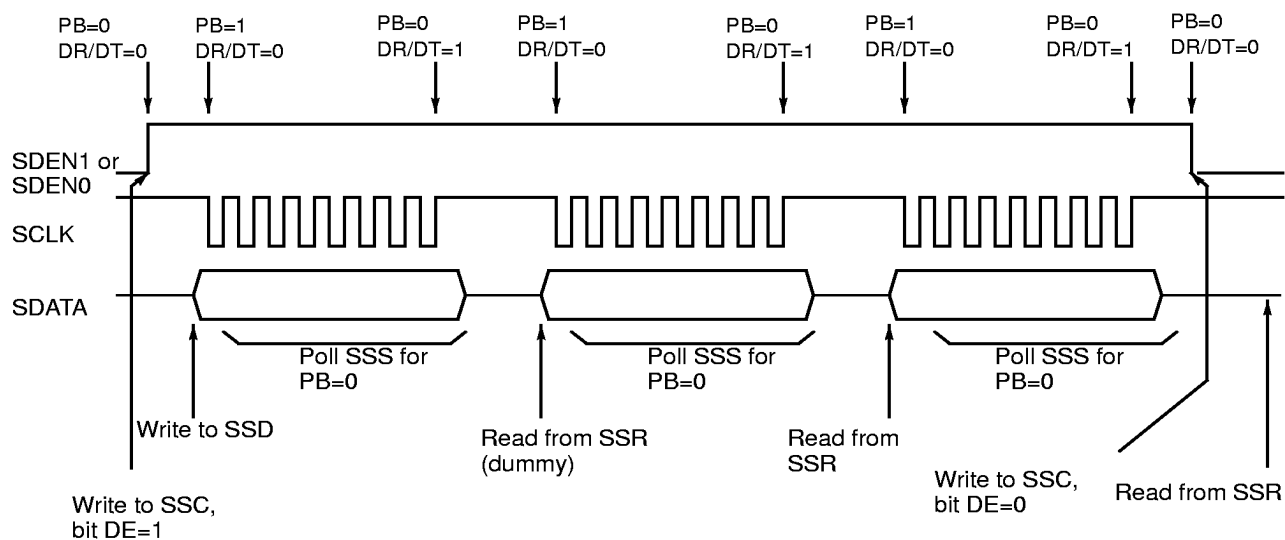 PB=0
DR/DT=0
PB=1
DR/DT=0
PB=0
DR/DT=1
PB=1
DR/DT=0
PB=0
DR/DT=1
PB=1
DR/DT=0
PB=0
DR/DT=1
PB=0
DR/DT=0
SDEN1 or
SDEN0
SCLK
SDATA
Poll SSS for
PB=0
Poll SSS for
PB=0
Poll SSS for
PB=0
Write to SSD
Read from SSR
(dummy)
Read from
SSR
Write to SSC,
bit DE=0
Read from SSR
Write to SSC,
bit DE=1